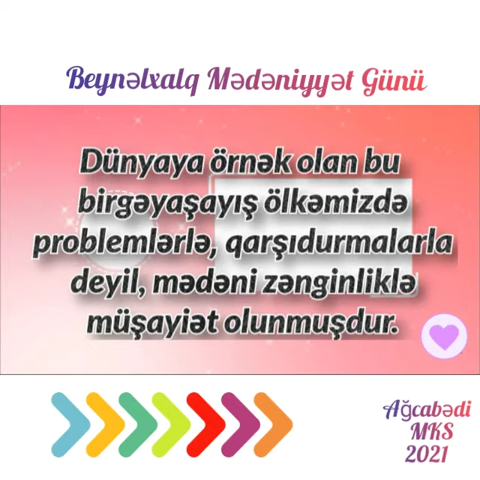 Beynəlxalq Mədəniyyət Günü
Dünyaya örnək olan bu
birgəyaşayış ölkəmizdə
problemlərlə, qarşıdurmalarla
deyil, mədəni zənginliklə
müşayiət olunmuşdur.
Ağcabədi
MKS
2021